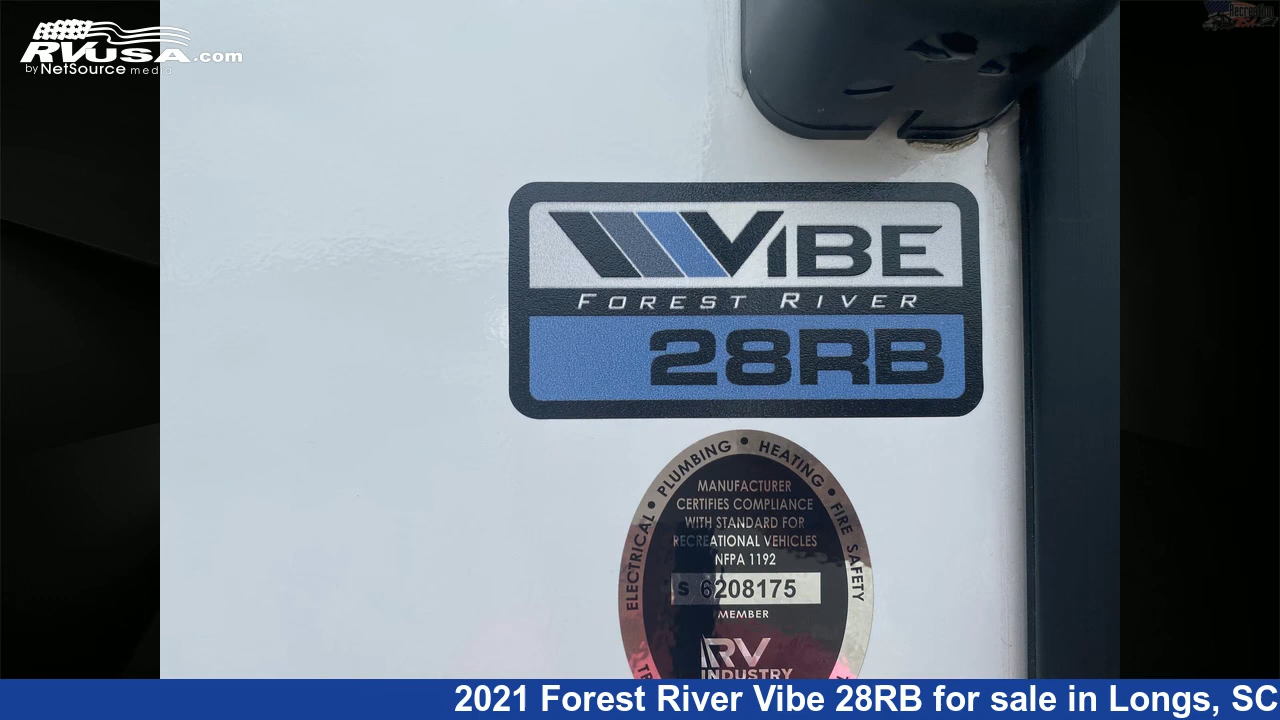 RVUSA.com
by NetSource media
Recreation
VIBE
FOREST RIVER
28RB
ELECTRICAL • PLUMBING • HEATING • FIRE SAFETY
MANUFACTURER
CERTIFIES COMPLIANCE
WITH STANDARD FOR
RECREATIONAL VEHICLES
NFPA 1192
S 6208175
MEMBER
RV
INDUSTRY
2021 Forest River Vibe 28RB for sale in Longs, SC